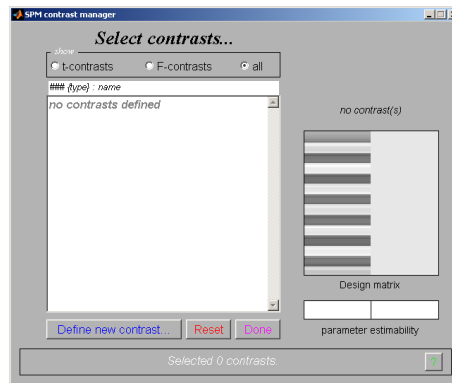 SPM contrast manager
Select contrasts...
show
t-contrasts F-contrasts all
### {type} : name
no contrasts defined
no contrast(s)
Design matrix
parameter estimability
Define new contrast... Reset Done
Selected 0 contrasts.
?